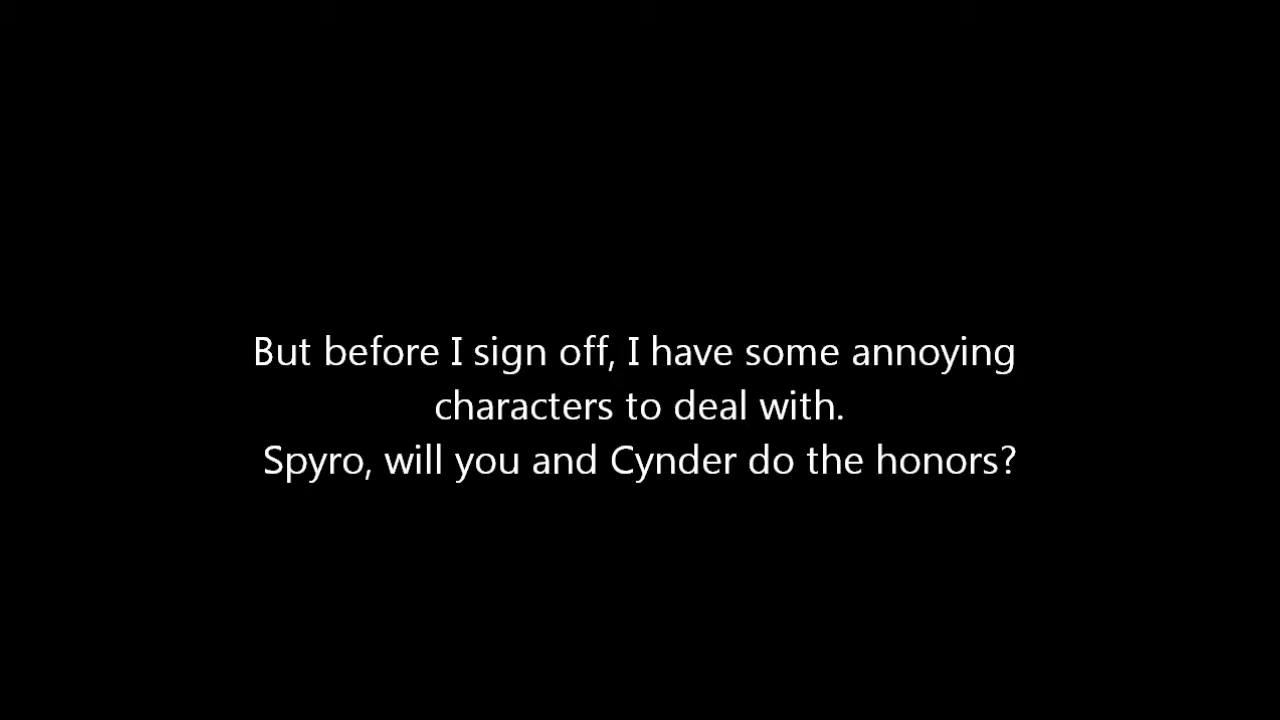 But before I sign off, I have some annoying
characters to deal with.
Spyro, will you and Cynder do the honors?